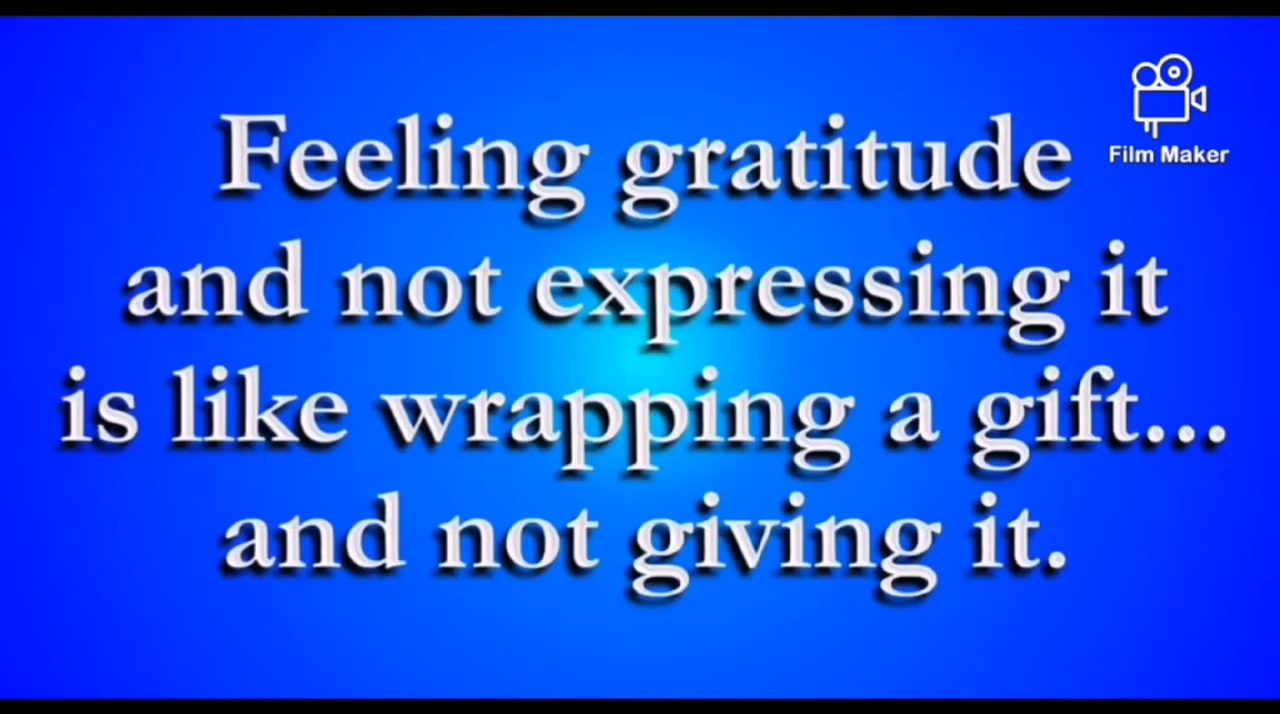 Feeling gratitude
Film Maker
and not expressing it
is like wrapping a gift...
and not giving it.